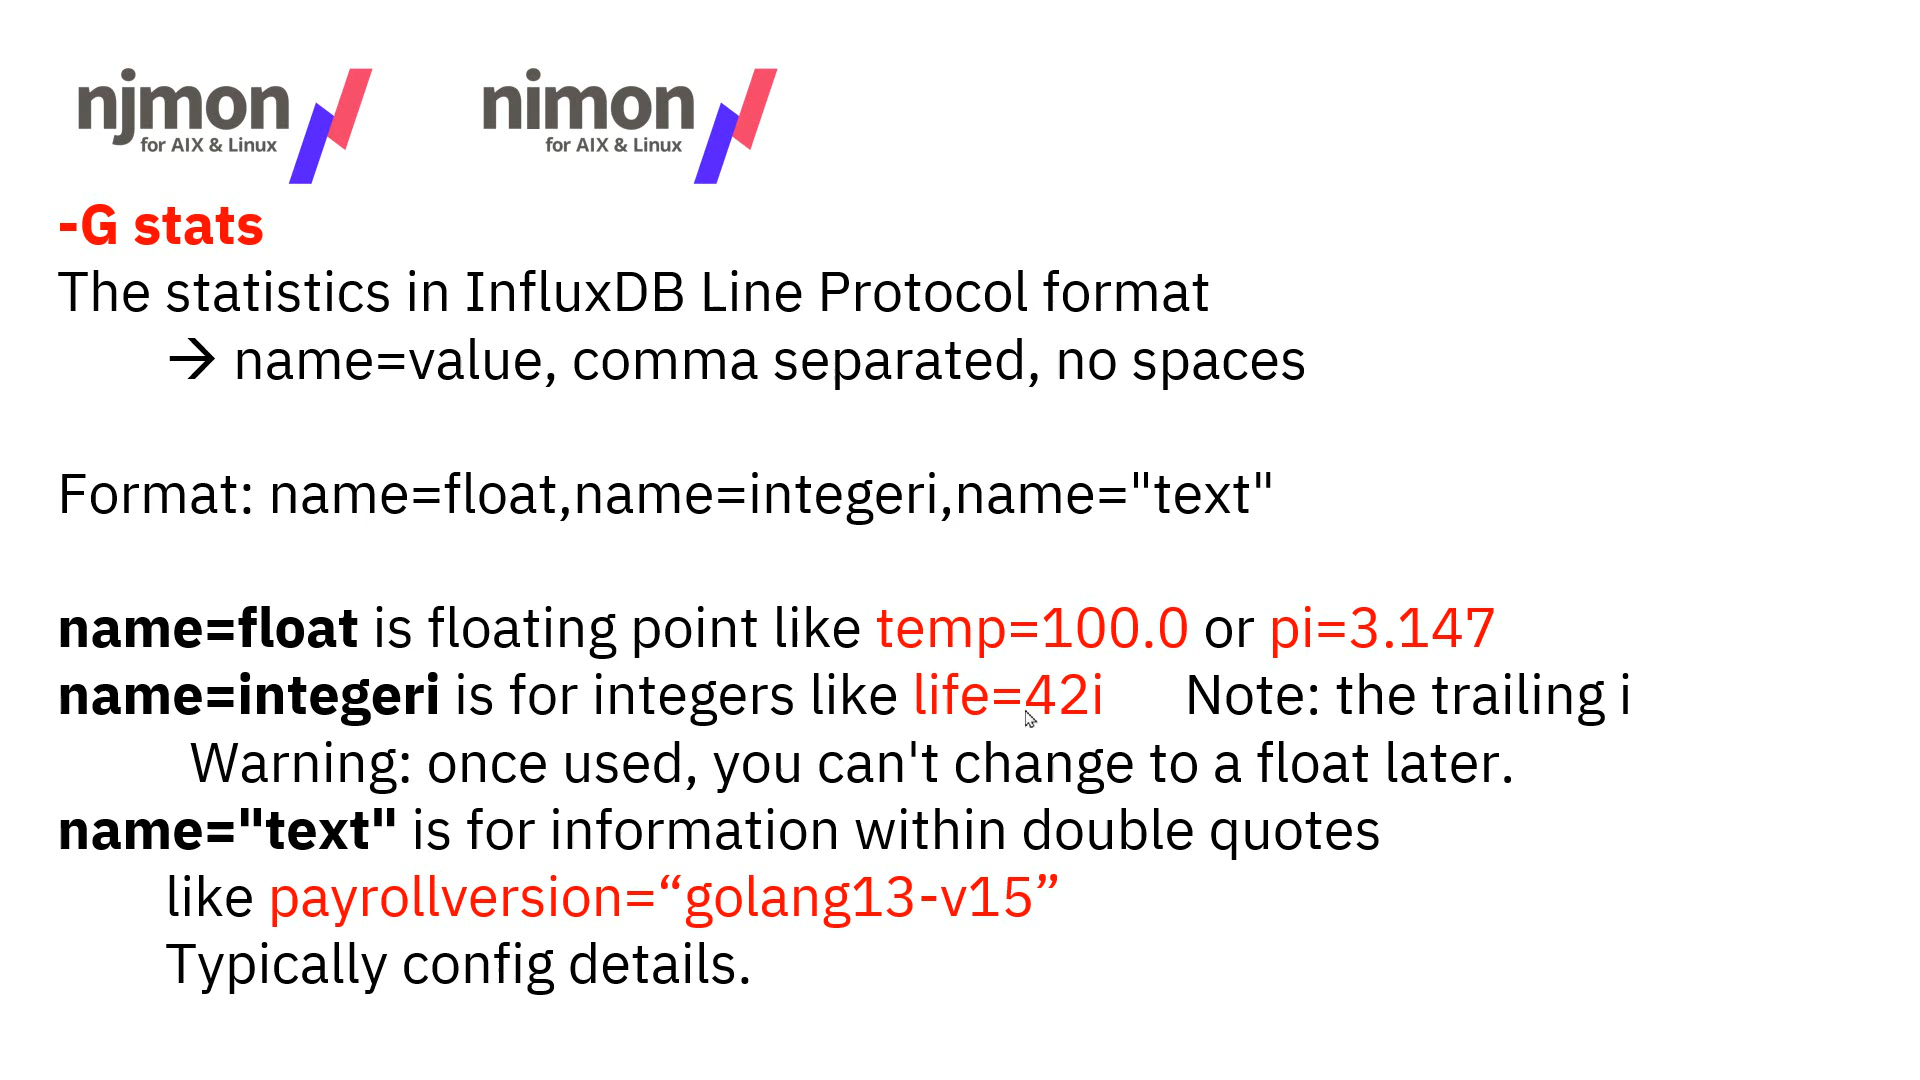 njmon
for AIX & Linux
nimon
for AIX & Linux
-G stats
The statistics in InfluxDB Line Protocol format
→ name=value, comma separated, no spaces
Format: name=float,name=integeri,name="text"
name=float is floating point like temp=100.0 or pi=3.147
name=integeri is for integers like life=42i Note: the trailing i
Warning: once used, you can't change to a float later.
name="text" is for information within double quotes
like payrollversion=“golang13-v15”
Typically config details.